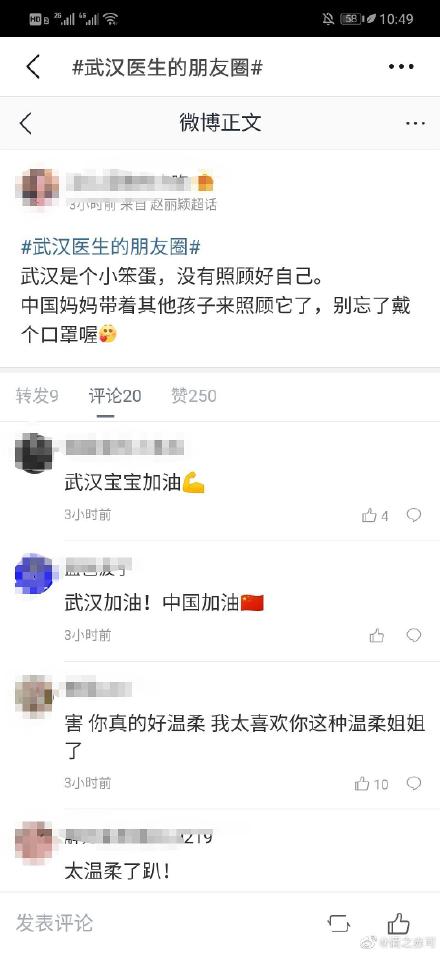 HD 2 2G 4G 58 10:49
#武汉医生的朋友圈#
微博正文
3小时前 来自 赵丽颖超话
#武汉医生的朋友圈#
武汉是个小笨蛋，没有照顾好自己。
中国妈妈带着其他孩子来照顾它了，别忘了戴
个口罩喔🥰
转发9 评论20 赞250
武汉宝宝加油💪
3小时前 4
武汉加油！中国加油🇨🇳
3小时前
害 你真的好温柔 我太喜欢你这种温柔姐姐
了
3小时前 10
219
太温柔了趴！
发表评论